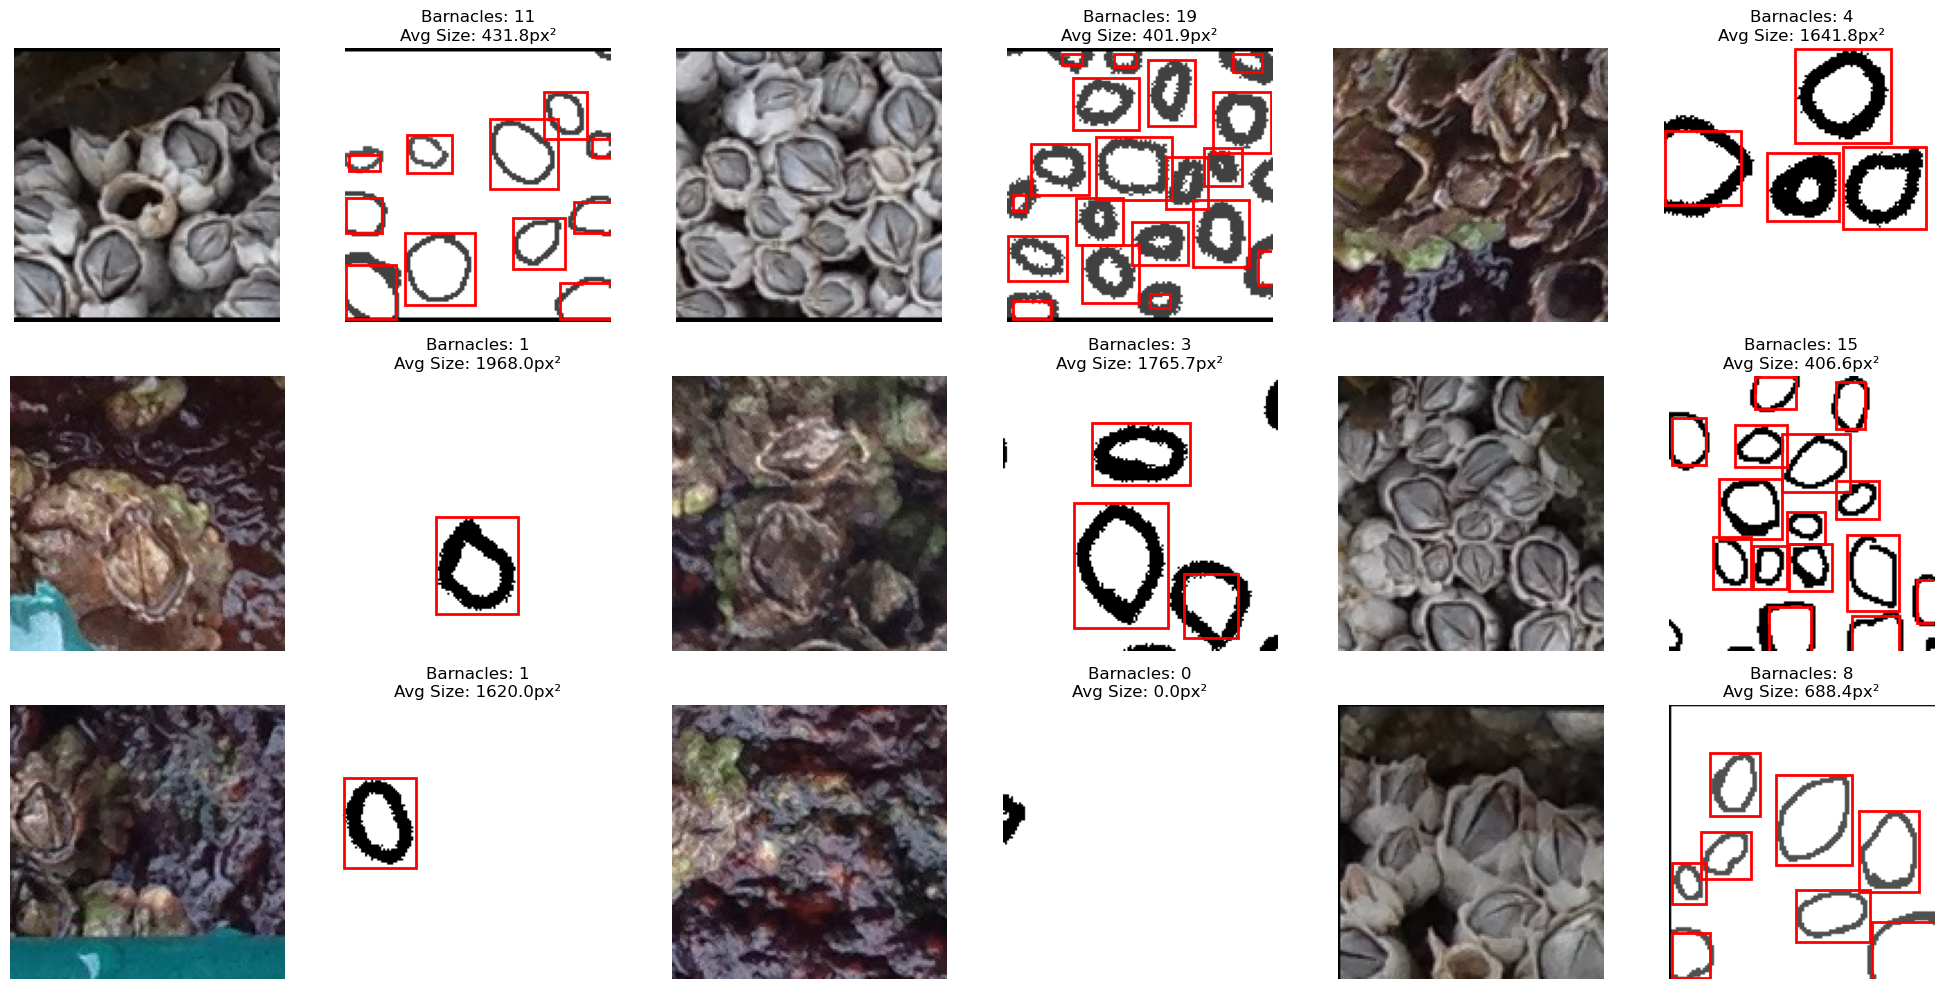 Barnacles: 11
Avg Size: 431.8px²
Barnacles: 19
Avg Size: 401.9px²
Barnacles: 4
Avg Size: 1641.8px²
Barnacles: 1
Avg Size: 1968.0px²
Barnacles: 3
Avg Size: 1765.7px²
Barnacles: 15
Avg Size: 406.6px²
Barnacles: 1
Avg Size: 1620.0px²
Barnacles: 0
Avg Size: 0.0px²
Barnacles: 8
Avg Size: 688.4px²